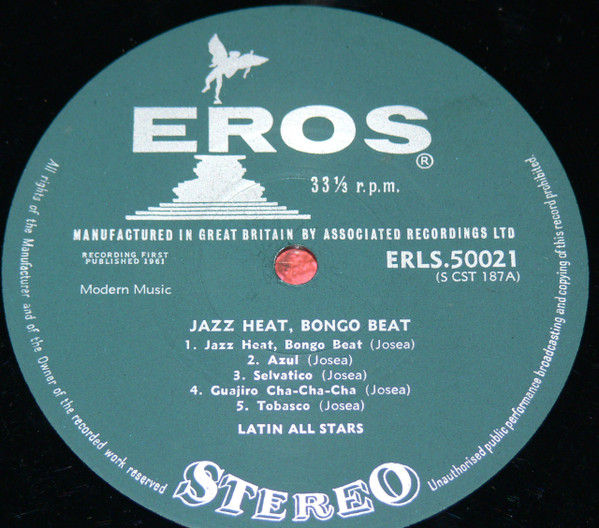 EROS
®
33⅓ r.p.m.
MANUFACTURED IN GREAT BRITAIN BY ASSOCIATED RECORDINGS LTD
RECORDING FIRST
PUBLISHED 1961
ERLS.50021
(S CST 187A)
Modern Music
JAZZ HEAT, BONGO BEAT
1. Jazz Heat, Bongo Beat (Josea)
2. Azul (Josea)
3. Selvatico (Josea)
4. Guajiro Cha-Cha-Cha (Josea)
5. Tobasco (Josea)
LATIN ALL STARS
STEREO
All rights of the Manufacturer and of the Owner of the recorded work reserved
Unauthorised public performance broadcasting and copying of this record prohibited